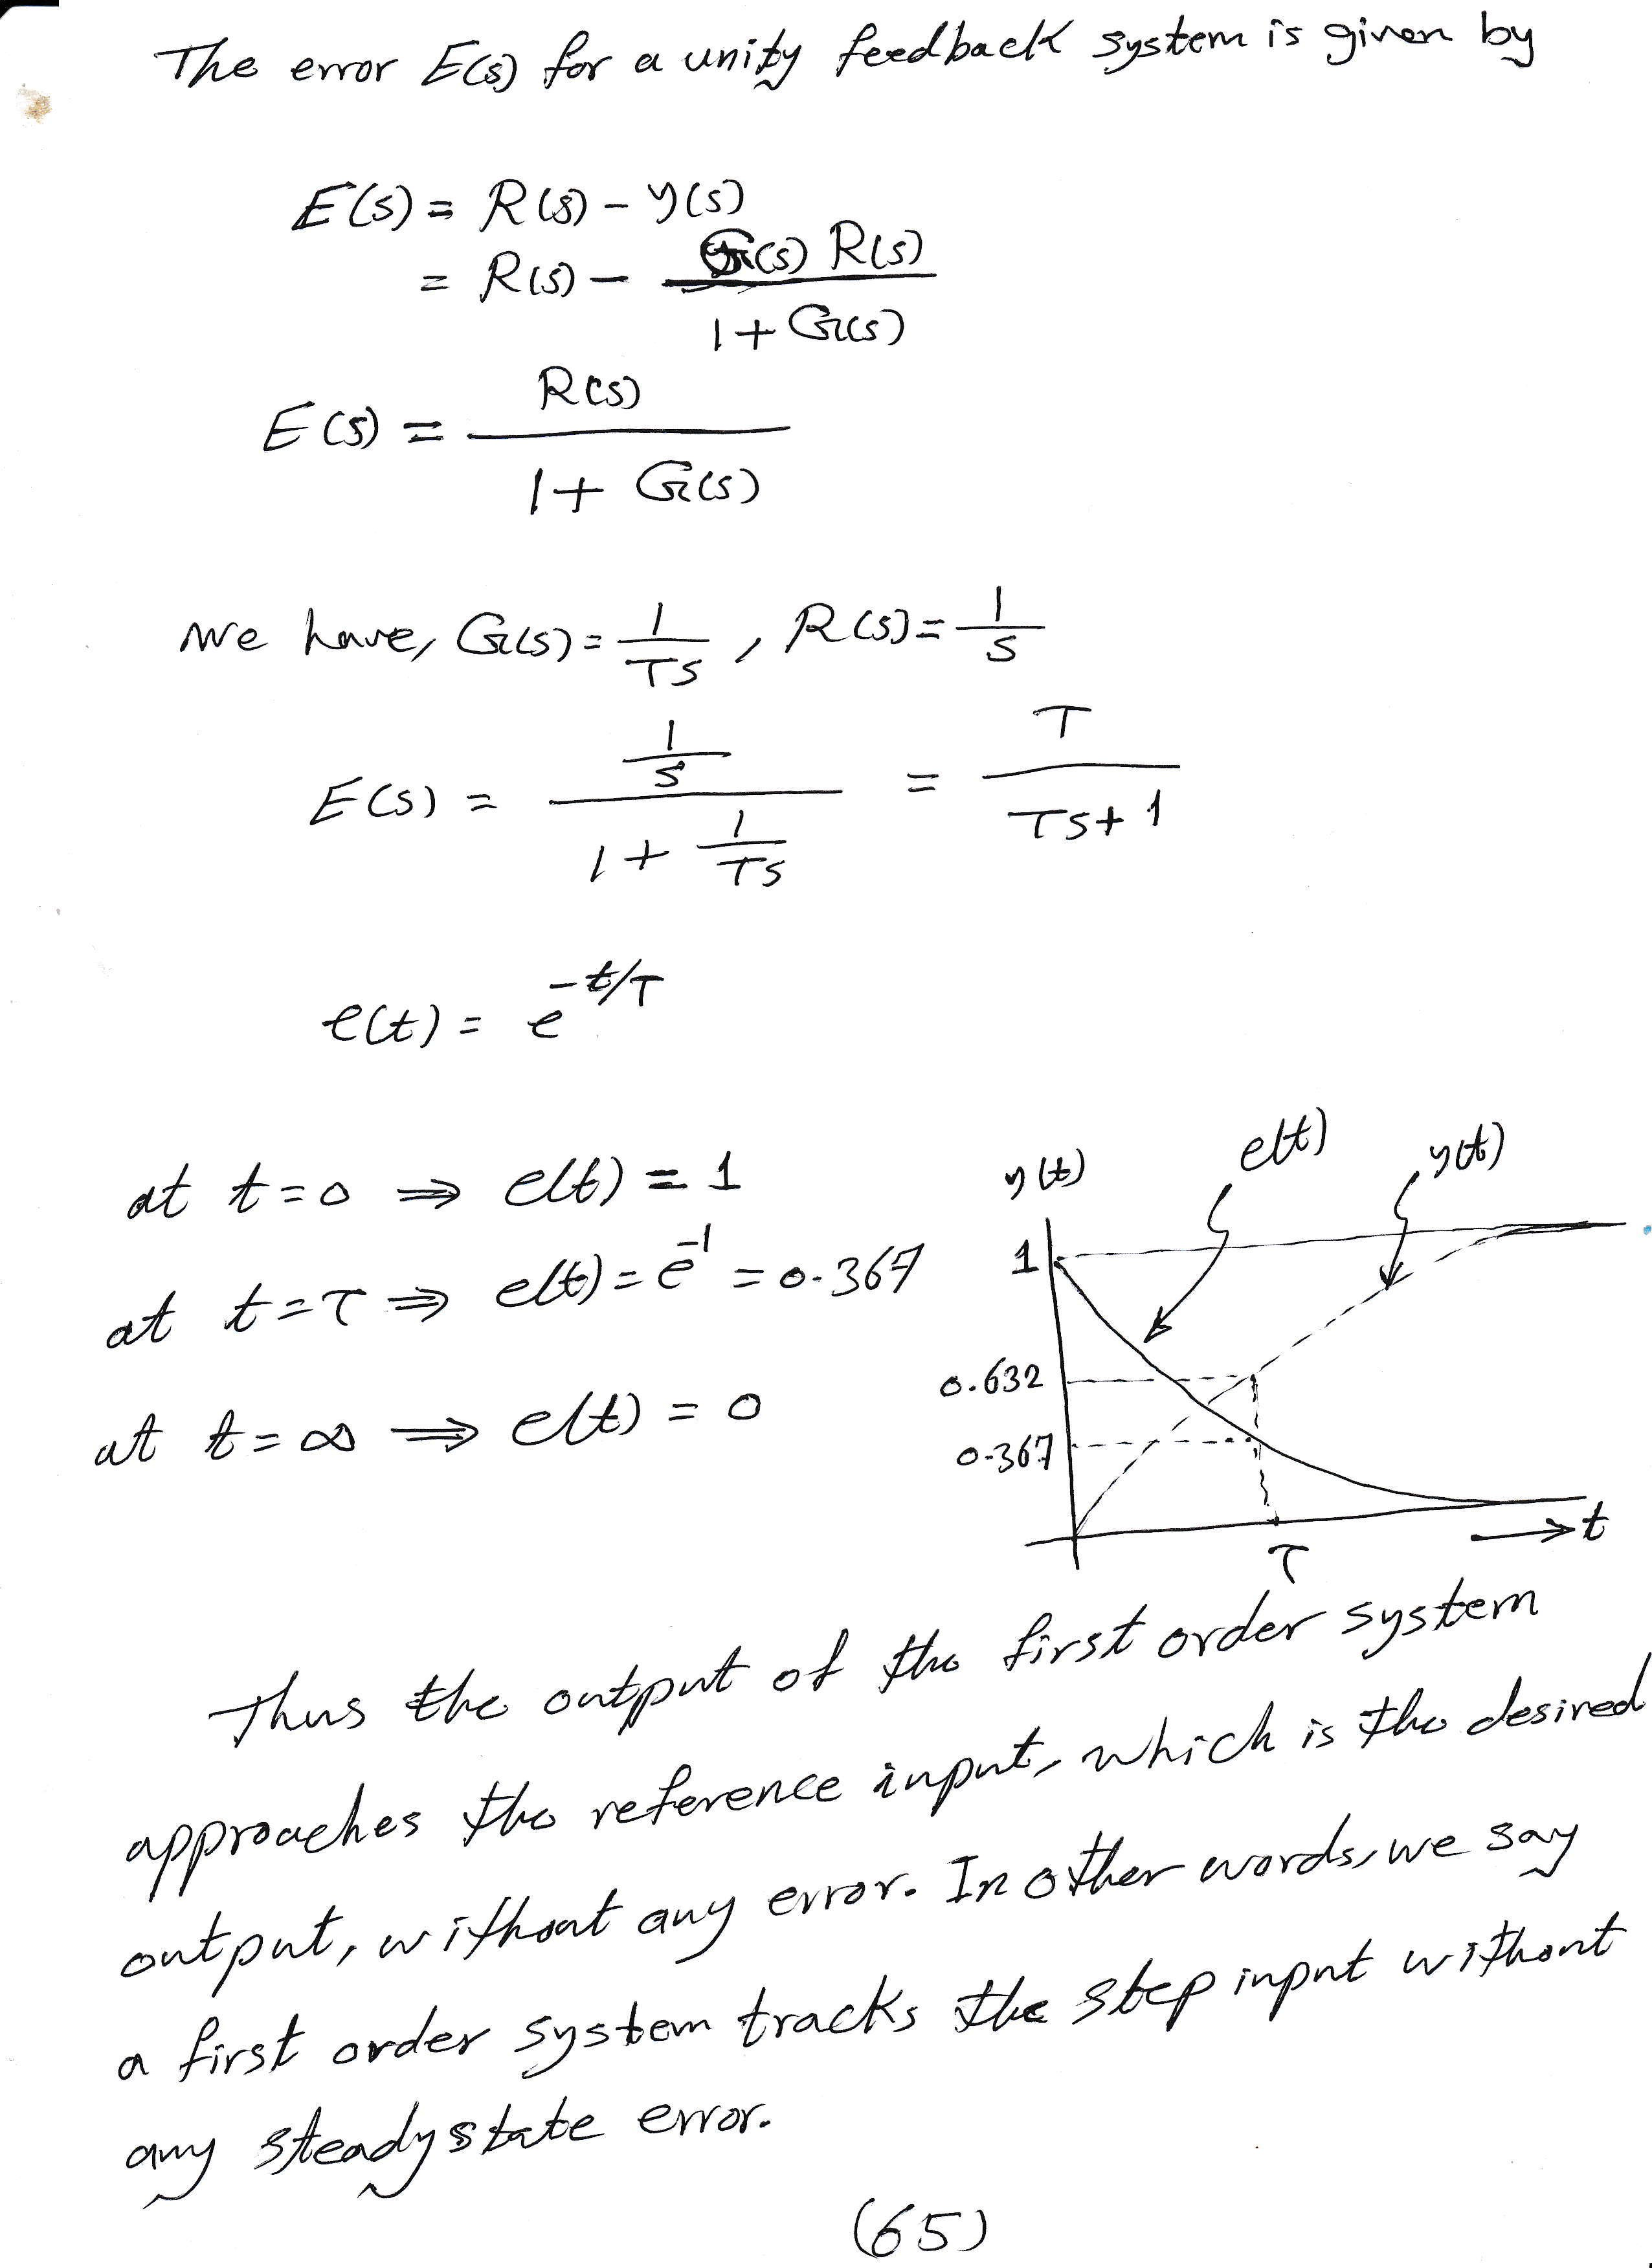 The error E(s) for a unity feedback system is given by
E(s) = R(s) - y(s)
= R(s) - G(s) R(s) / 1 + G(s)
E(s) = R(s) / 1 + G(s)
we have, G(s) = 1/TS , R(s) = 1/S
E(s) = 1/S / 1 + 1/TS = T / TS + 1
e(t) = e^-t/T
at t = 0 ⇒ e(t) = 1
at t = T ⇒ e(t) = e^-1 = 0.367
at t = ∞ ⇒ e(t) = 0
y(t)
e(t)
y(t)
1
0.632
0.367
T
→ t
Thus the output of the first order system
approaches the reference input, which is the desired
output, without any error. In other words, we say
a first order system tracks the step input without
any steady state error.
(65)